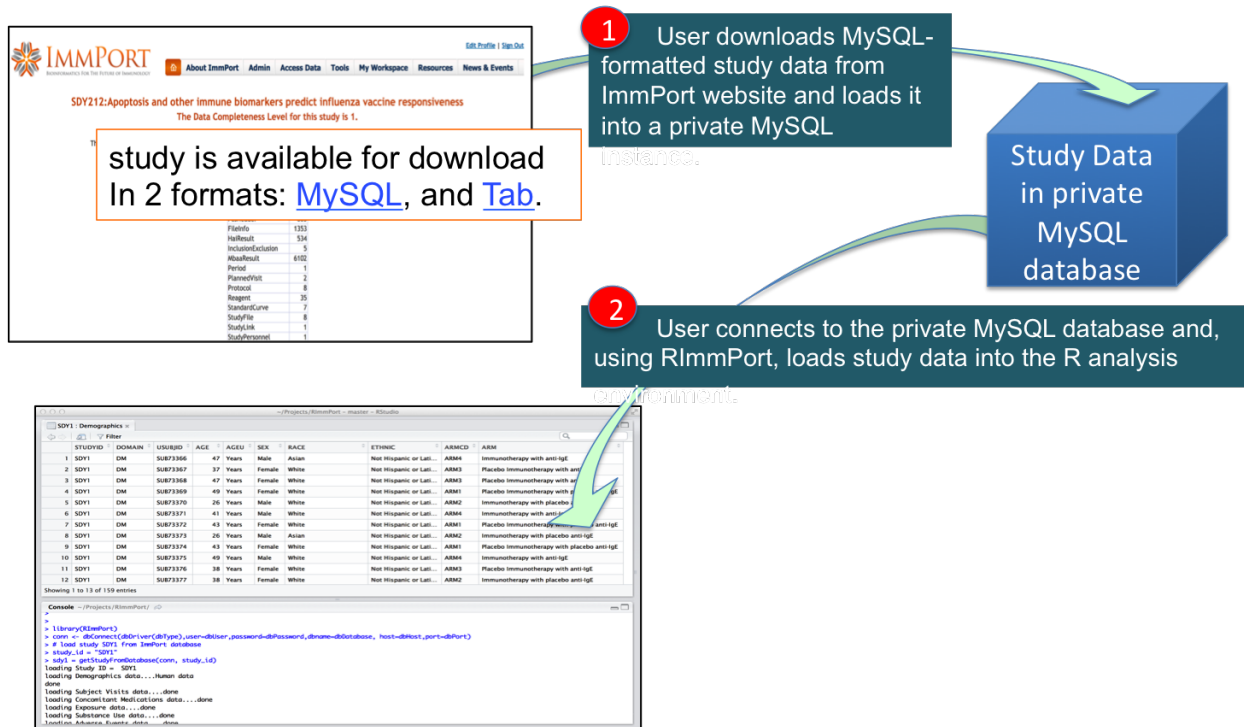 IMMPORT
BIOINFORMATICS FOR THE FUTURE OF IMMUNOLOGY
Edit Profile | Sign Out
About ImmPort Admin Access Data Tools My Workspace Resources News & Events
SDY212:Apoptosis and other immune biomarkers predict influenza vaccine responsiveness
The Data Completeness Level for this study is 1.
study is available for download
In 2 formats: MySQL, and Tab.
FileInfo 1353
HaiResult 534
InclusionExclusion 5
MbaaResult 6102
Period 1
PlannedVisit 2
Protocol 8
Reagent 35
StandardCurve 7
StudyFile 8
StudyLink 1
StudyPersonnel 1
1
User downloads MySQL-
formatted study data from
ImmPort website and loads it
into a private MySQL
instance.
Study Data
in private
MySQL
database
2
User connects to the private MySQL database and,
using RImmPort, loads study data into the R analysis
environment.
~/Projects/RImmPort - master - RStudio
SDY1 : Demographics ×
Filter
STUDYID DOMAIN USUBJID AGE AGEU SEX RACE ETHNIC ARMCD ARM
1 SDY1 DM SUB73366 47 Years Male Asian Not Hispanic or Lati... ARM4 Immunotherapy with anti-IgE
2 SDY1 DM SUB73367 37 Years Female White Not Hispanic or Lati... ARM3 Placebo immunotherapy with ant
3 SDY1 DM SUB73368 47 Years Female White Not Hispanic or Lati... ARM3 Placebo immunotherapy with an
4 SDY1 DM SUB73369 49 Years Female White Not Hispanic or Lati... ARM1 Placebo immunotherapy with p gE
5 SDY1 DM SUB73370 26 Years Male White Not Hispanic or Lati... ARM2 Immunotherapy with placebo
6 SDY1 DM SUB73371 41 Years Male White Not Hispanic or Lati... ARM4 Immunotherapy with anti-IgE
7 SDY1 DM SUB73372 43 Years Female White Not Hispanic or Lati... ARM1 Placebo immunotherapy with placebo anti-IgE
8 SDY1 DM SUB73373 26 Years Male Asian Not Hispanic or Lati... ARM2 Immunotherapy with placebo anti-IgE
9 SDY1 DM SUB73374 43 Years Female White Not Hispanic or Lati... ARM1 Placebo immunotherapy with placebo anti-IgE
10 SDY1 DM SUB73375 49 Years Male White Not Hispanic or Lati... ARM4 Immunotherapy with anti-IgE
11 SDY1 DM SUB73376 38 Years Female White Not Hispanic or Lati... ARM3 Placebo immunotherapy with anti-IgE
12 SDY1 DM SUB73377 38 Years Female White Not Hispanic or Lati... ARM2 Immunotherapy with placebo anti-IgE
Showing 1 to 13 of 159 entries
Console ~/Projects/RImmPort/
>
>
> library(RImmPort)
> conn <- dbConnect(dbDriver(dbType),user=dbUser,password=dbPassword,dbname=dbDatabase, host=dbHost,port=dbPort)
> # load study SDY1 from ImmPort database
> study_id = "SDY1"
> sdy1 = getStudyFromDatabase(conn, study_id)
loading Study ID = SDY1
loading Demographics data....Human data
done
loading Subject Visits data....done
loading Concomitant Medications data....done
loading Exposure data....done
loading Substance Use data....done
loading Adverse Events data....done